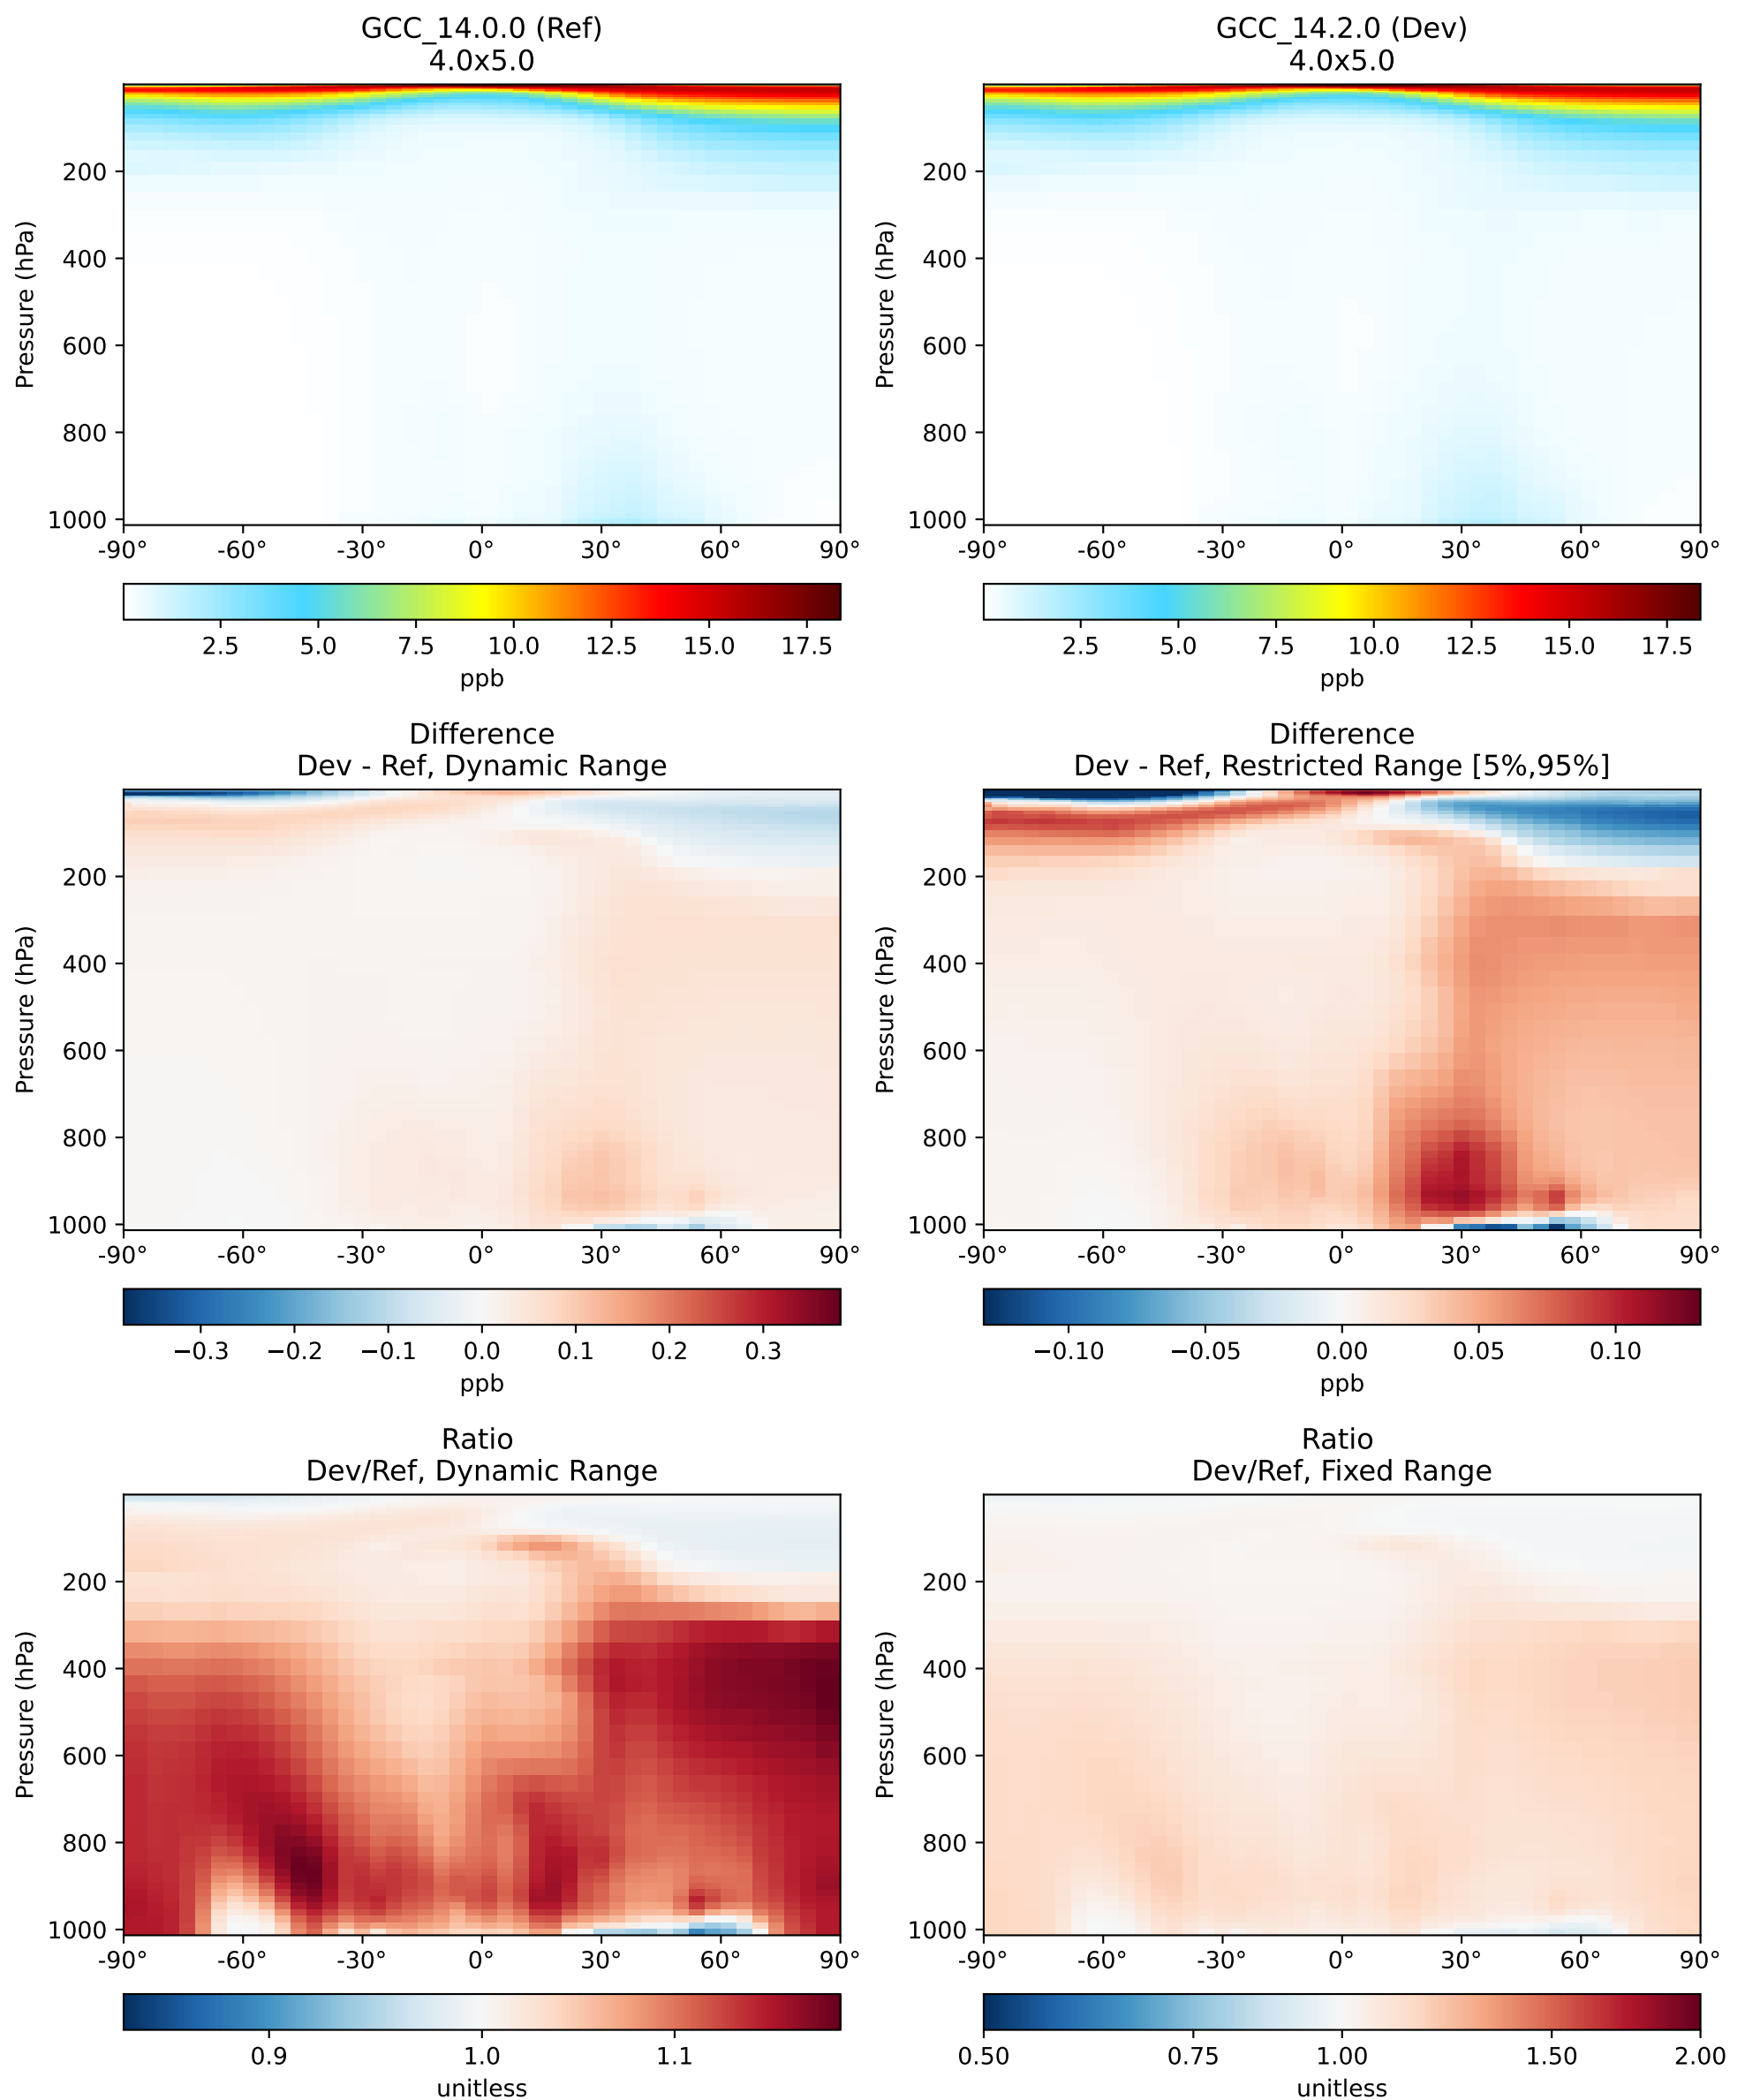 GCC_14.0.0 (Ref)
4.0x5.0
Pressure (hPa)
200
400
600
800
1000
-90° -60° -30° 0° 30° 60° 90°
2.5 5.0 7.5 10.0 12.5 15.0 17.5
ppb
GCC_14.2.0 (Dev)
4.0x5.0
Pressure (hPa)
200
400
600
800
1000
-90° -60° -30° 0° 30° 60° 90°
2.5 5.0 7.5 10.0 12.5 15.0 17.5
ppb
Difference
Dev - Ref, Dynamic Range
Pressure (hPa)
200
400
600
800
1000
-90° -60° -30° 0° 30° 60° 90°
−0.3 −0.2 −0.1 0.0 0.1 0.2 0.3
ppb
Difference
Dev - Ref, Restricted Range [5%,95%]
Pressure (hPa)
200
400
600
800
1000
-90° -60° -30° 0° 30° 60° 90°
−0.10 −0.05 0.00 0.05 0.10
ppb
Ratio
Dev/Ref, Dynamic Range
Pressure (hPa)
200
400
600
800
1000
-90° -60° -30° 0° 30° 60° 90°
0.9 1.0 1.1
unitless
Ratio
Dev/Ref, Fixed Range
Pressure (hPa)
200
400
600
800
1000
-90° -60° -30° 0° 30° 60° 90°
0.50 0.75 1.00 1.50 2.00
unitless